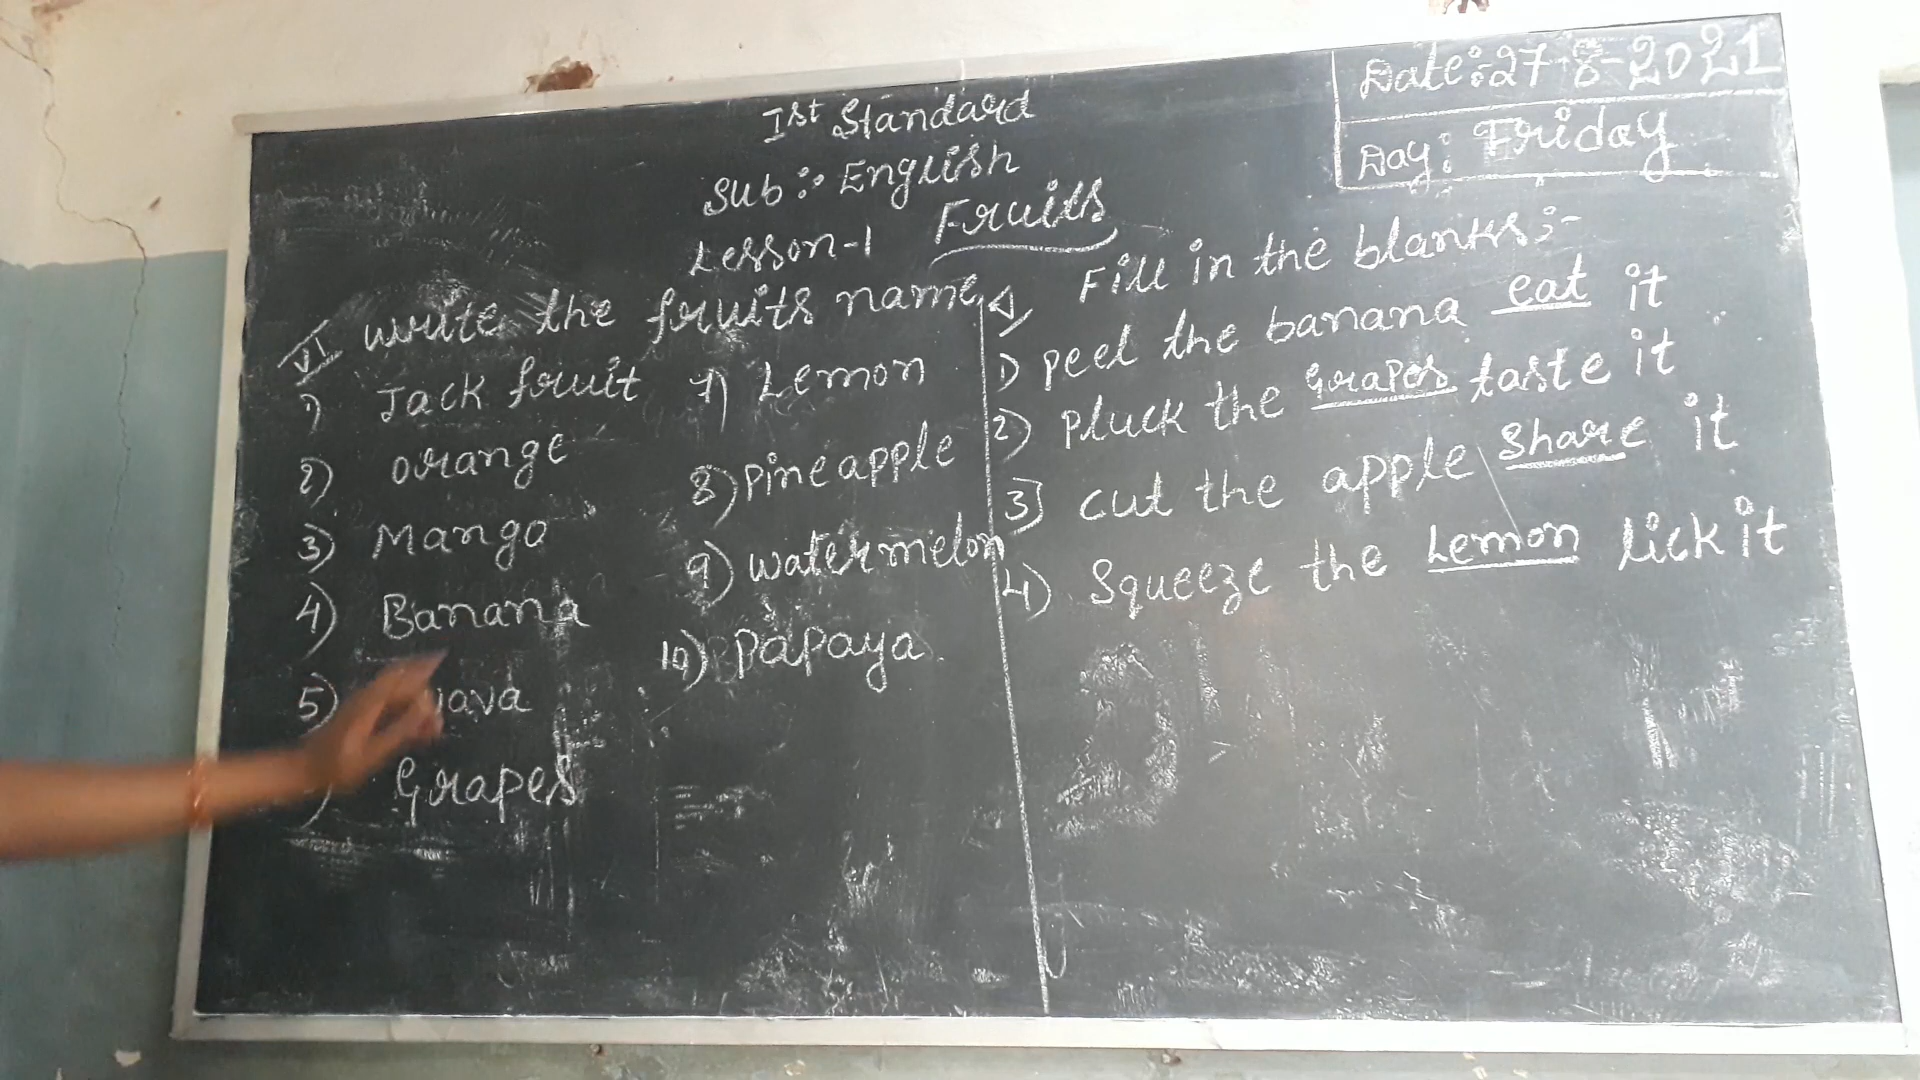 Date: 27-8-2021
Day: Friday
Ist Standard
Sub: English
Lesson-1 Fruits
VI write the fruits name
1) Jack fruit
2) orange
3) Mango
4) Banana
5)
Grapes
7) Lemon
8) Pineapple
9) watermelon
10) Papaya
Fill in the blanks:-
1) peel the banana eat it
2) Pluck the Grapes taste it
3) cut the apple Share it
4) Squeeze the Lemon lick it